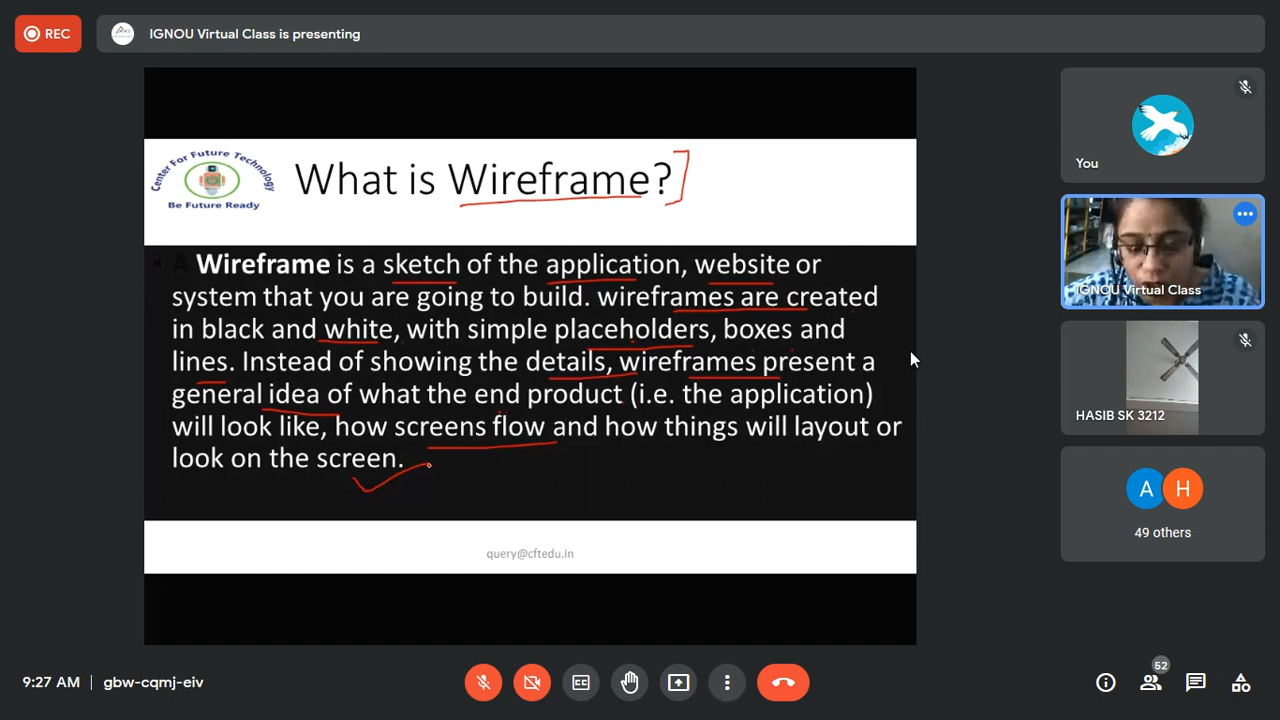 REC
IGNOU Virtual Class is presenting
Center For Future Technology
Be Future Ready
What is Wireframe?
• A Wireframe is a sketch of the application, website or
system that you are going to build. wireframes are created
in black and white, with simple placeholders, boxes and
lines. Instead of showing the details, wireframes present a
general idea of what the end product (i.e. the application)
will look like, how screens flow and how things will layout or
look on the screen.
query@cftedu.in
You
IGNOU Virtual Class
HASIB SK 3212
A H
49 others
9:27 AM | gbw-cqmj-eiv
CC
52